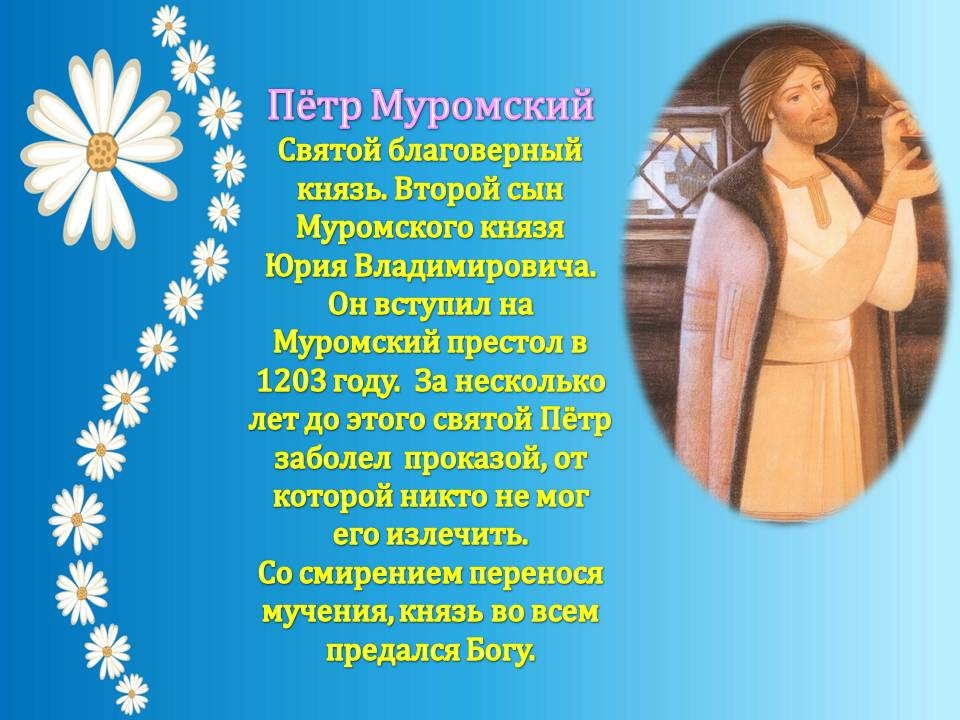 Пётр Муромский
Святой благоверный
князь. Второй сын
Муромского князя
Юрия Владимировича.
Он вступил на
Муромский престол в
1203 году.  За несколько
лет до этого святой Пётр
заболел  проказой, от
которой никто не мог
его излечить.
Со смирением перенося
мучения, князь во всем
предался Богу.